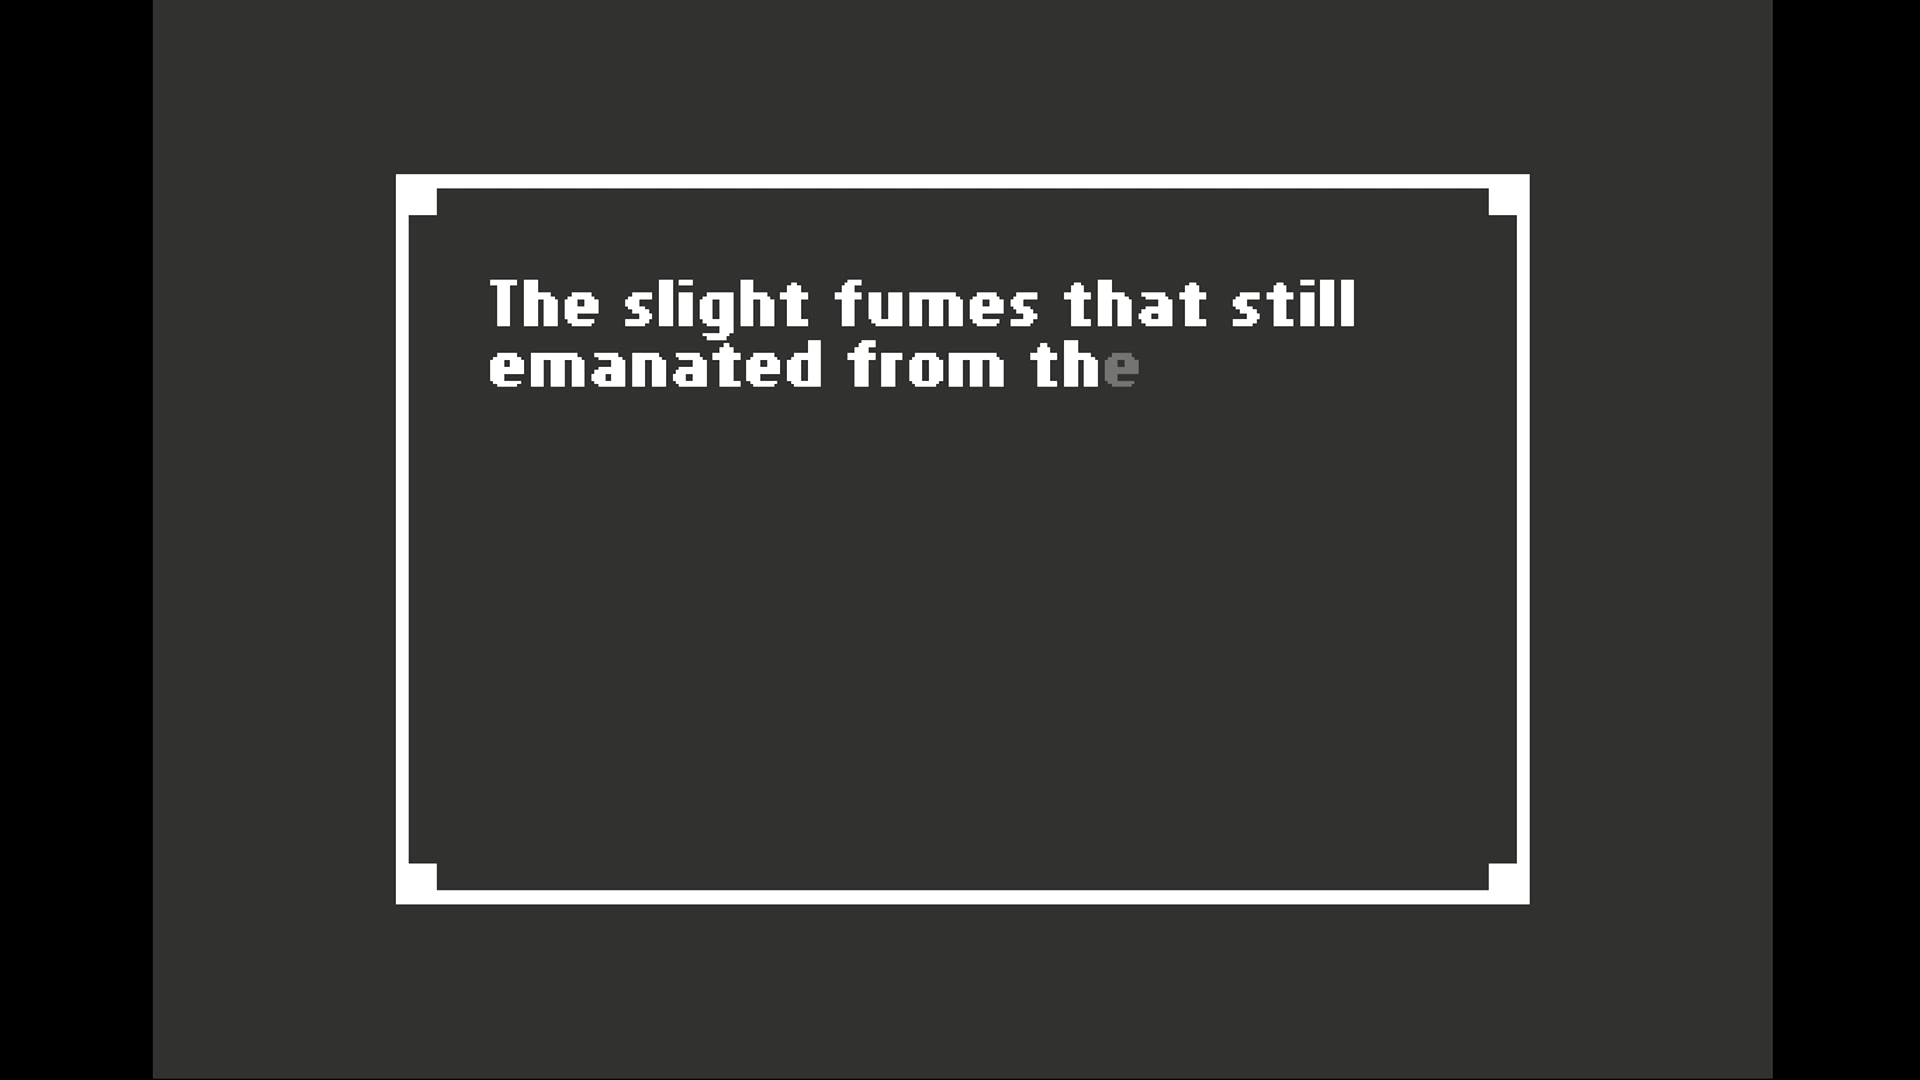 The slight fumes that still
emanated from the